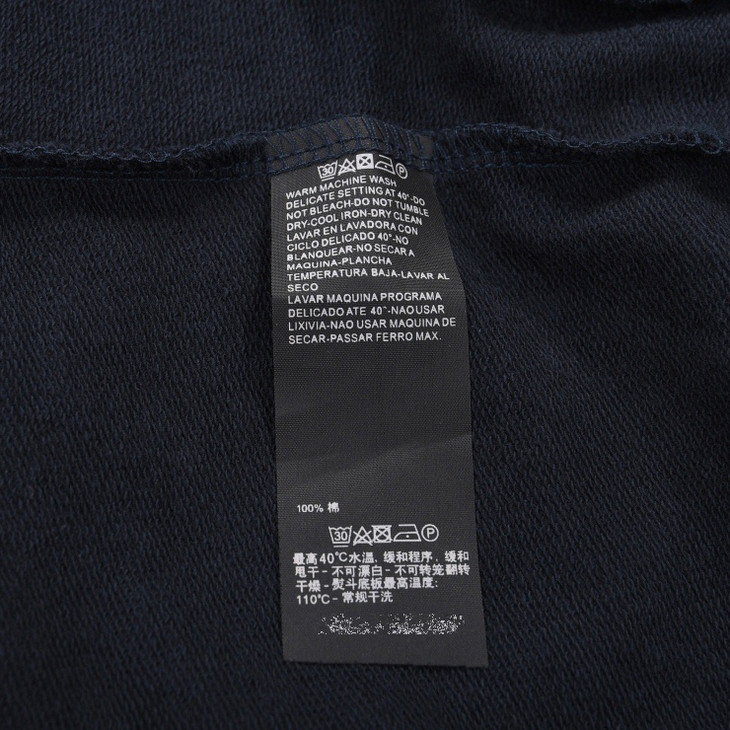 30 P
WARM MACHINE WASH
DELICATE SETTING AT 40°-DO
NOT BLEACH-DO NOT TUMBLE
DRY-COOL IRON-DRY CLEAN
LAVAR EN LAVADORA CON
CICLO DELICADO 40°-NO
BLANQUEAR-NO SECAR A
MAQUINA-PLANCHA
TEMPERATURA BAJA-LAVAR AL
SECO
LAVAR MAQUINA PROGRAMA
DELICADO ATE 40°-NAO USAR
LIXIVIA-NAO USAR MAQUINA DE
SECAR-PASSAR FERRO MAX.
100% 棉
30 P
最高40℃水温, 缓和程序, 缓和
甩干-不可漂白-不可转笼翻转
干燥-熨斗底板最高温度:
110℃-常规干洗